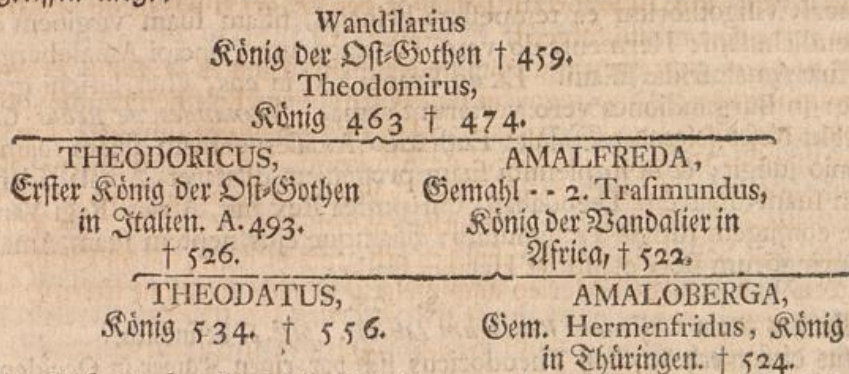 Wandilarius
König der Ost-Gothen † 459.
Theodomirus,
König 463 † 474.
THEODORICUS,
Erster König der Ost-Gothen
in Italien. A. 493.
† 526.
AMALFREDA,
Gemahl - - 2. Trasimundus,
König der Vandalier in
Africa, † 522.
THEODATUS,
König 534. † 556.
AMALOBERGA,
Gem. Hermenfridus, König
in Thüringen. † 524.